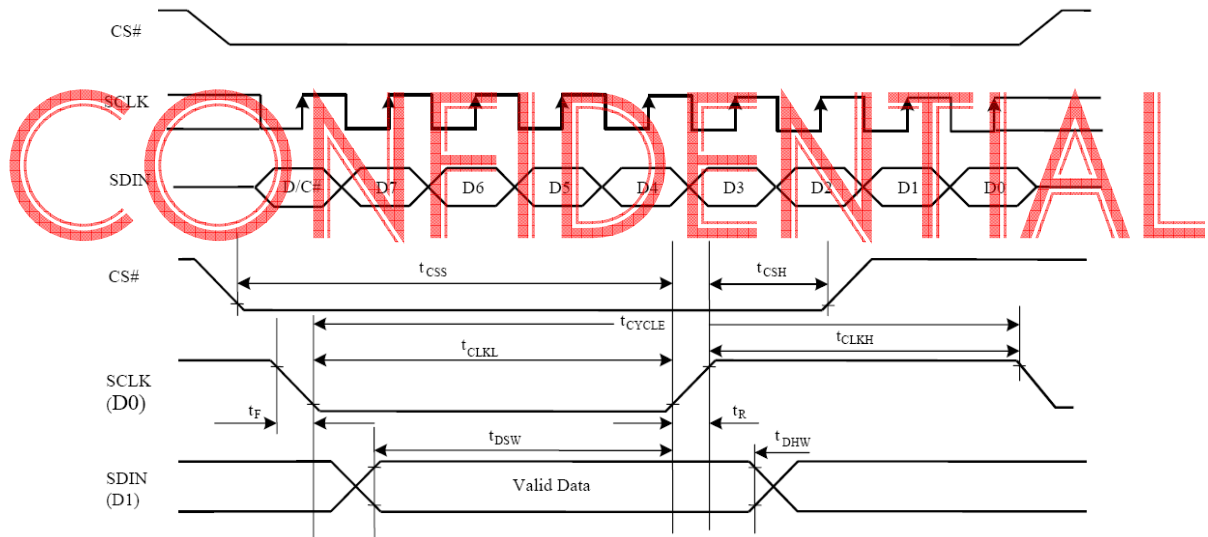 CS#
SCLK
CONFIDENTIAL
SDIN D/C# D7 D6 D5 D4 D3 D2 D1 D0
CS# tCSS tCSH
tCYCLE
tCLKL tCLKH
SCLK
(D0)
tF tR
tDSW tDHW
SDIN
(D1)
Valid Data